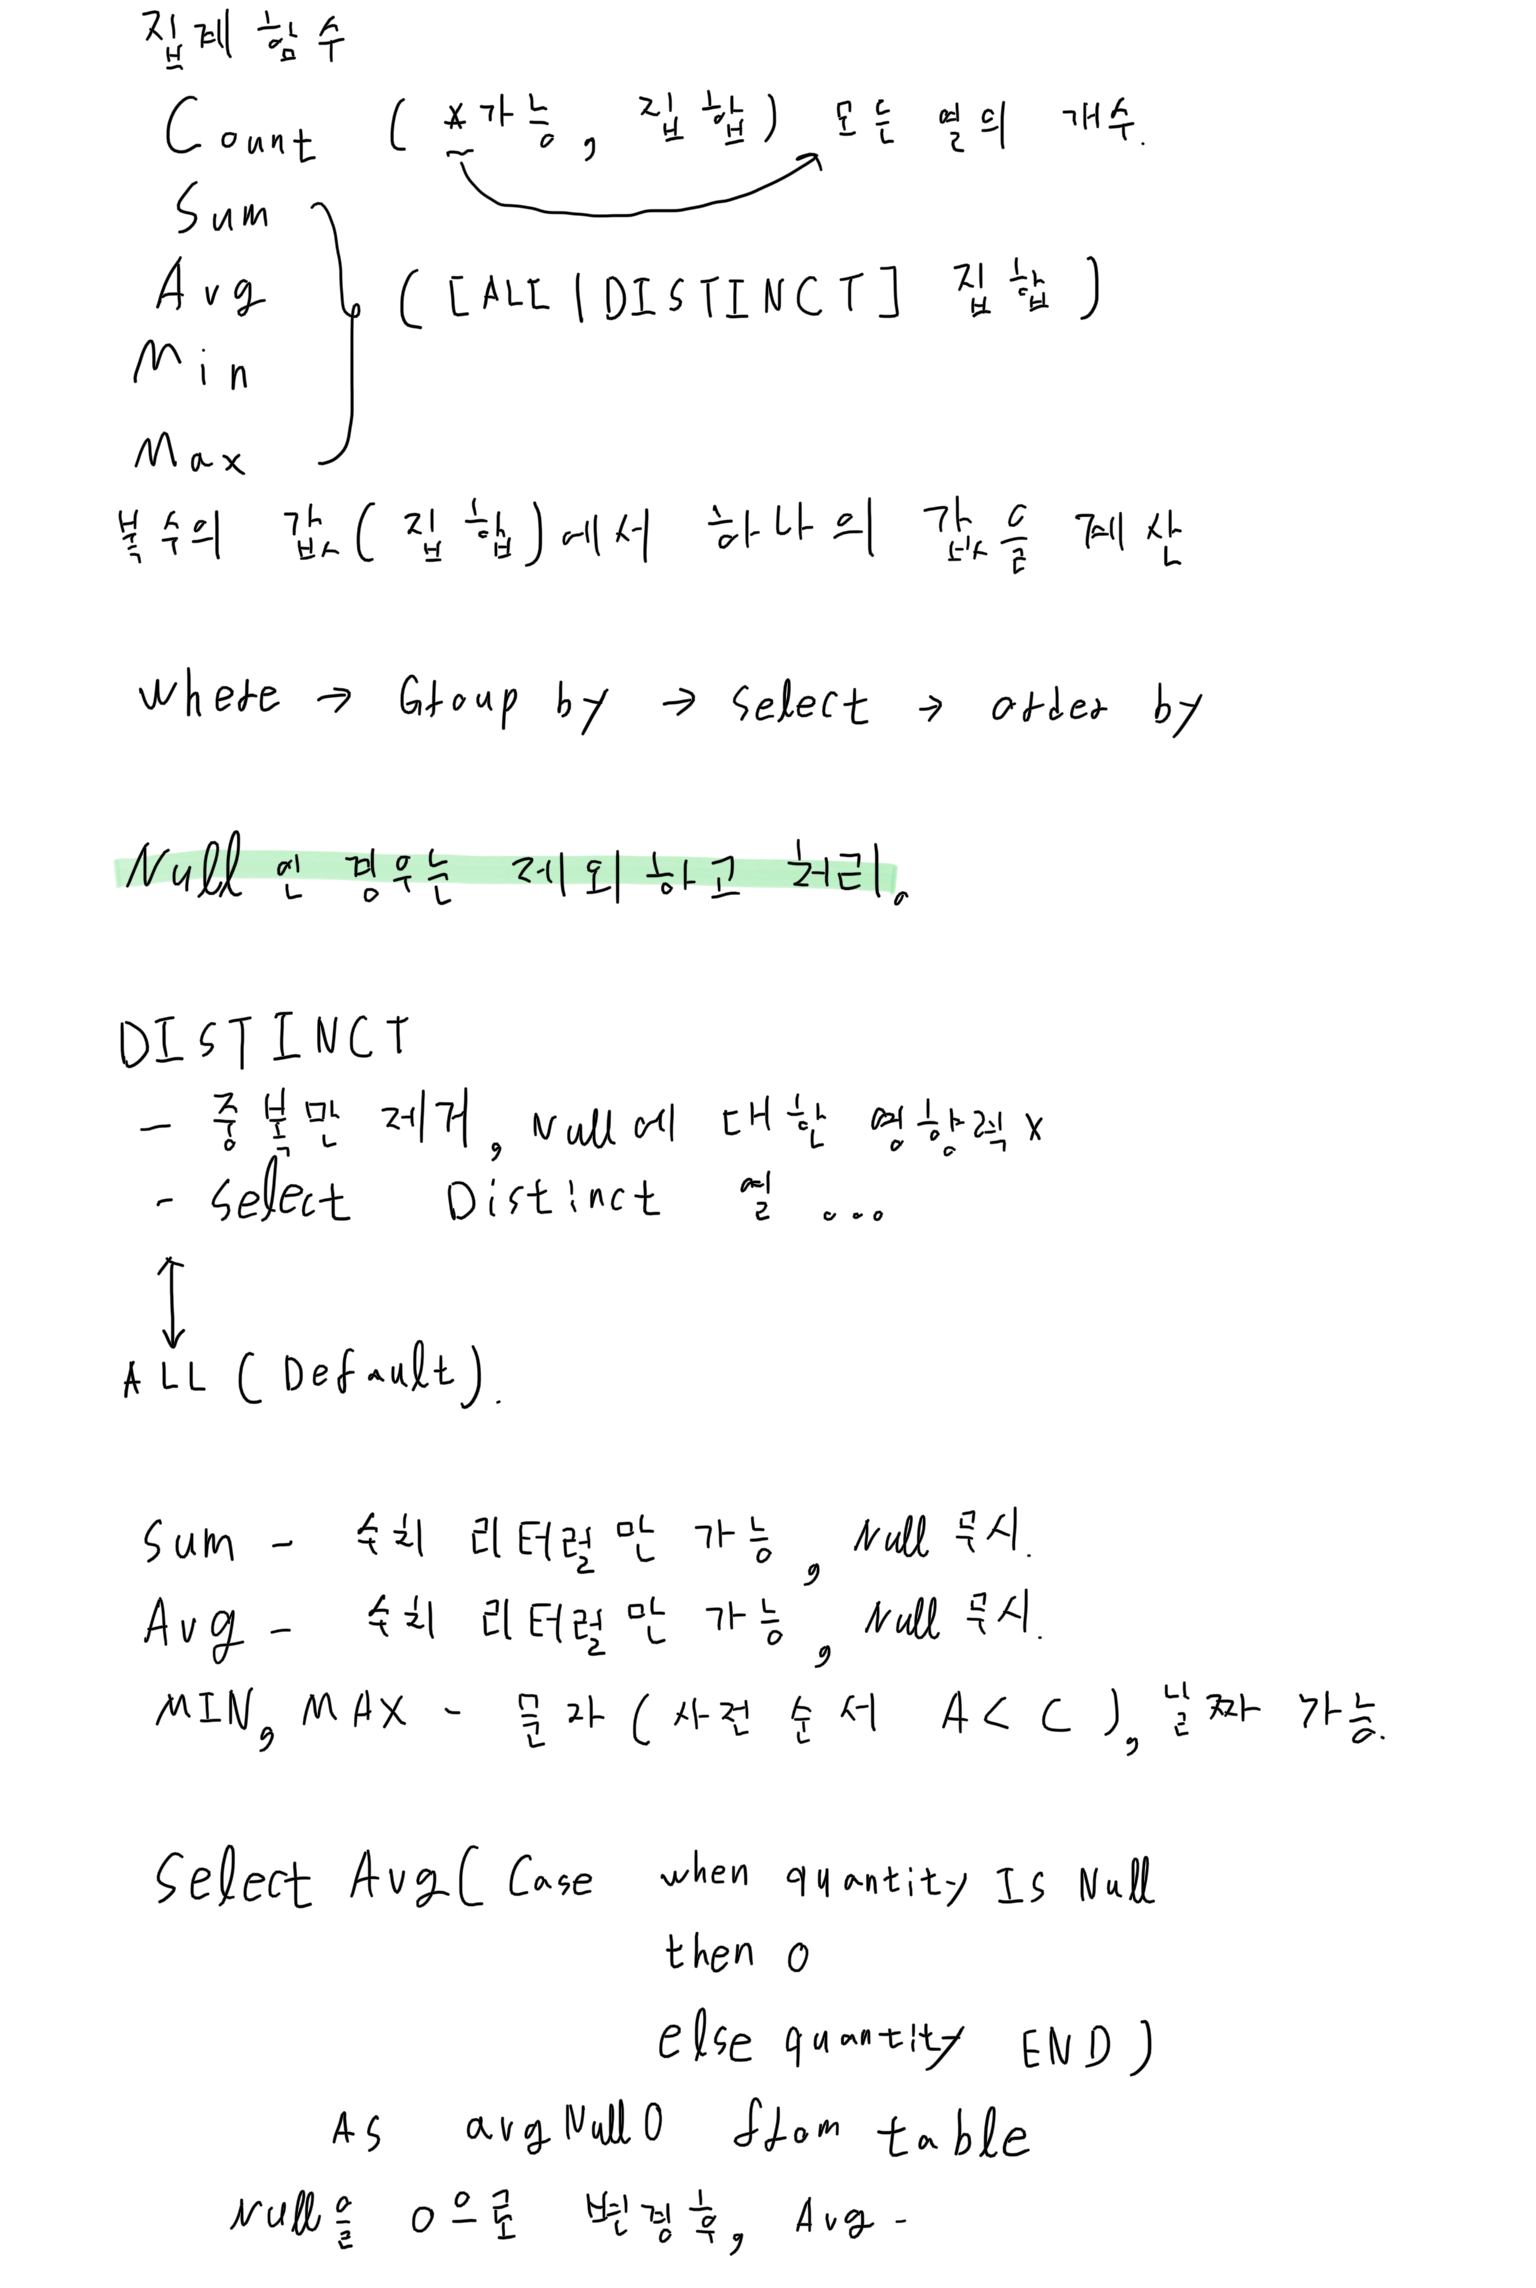 집계 함수
Count ( *가능, 집합) 모든 열의 개수.
Sum
Avg ( [ALL | DISTINCT] 집합 )
Min
Max
복수의 값(집합)에서 하나의 값을 계산
where → Group by → select → order by
Null 인 경우는 제외하고 처리.
DISTINCT
- 중복만 제거, Null에 대한 영향력 x
- select Distinct 열 ...
ALL (Default).
Sum - 수치 리터럴만 가능, Null 무시.
Avg - 수치 리터럴만 가능, Null 무시.
MIN, MAX - 문자 (사전 순서 A < C), 날짜 가능.
Select Avg( Case when quantity Is Null
then 0
else quantity END )
As avgNull0 from table
Null을 0으로 변경후, Avg -